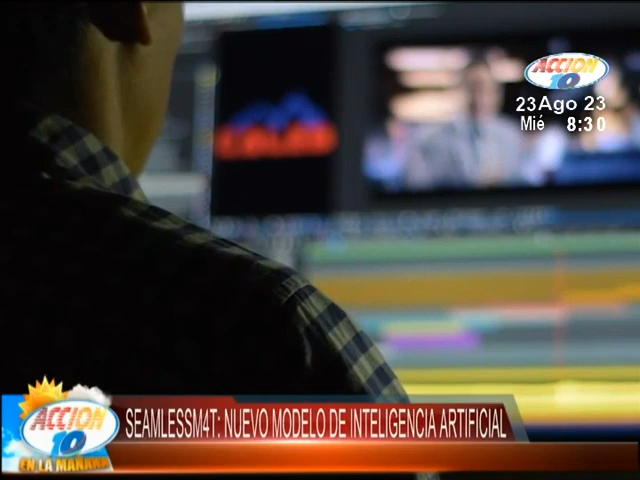 ACCION
10
23Ago 23
Mié 8:30
SEAMLESSM4T: NUEVO MODELO DE INTELIGENCIA ARTIFICIAL
ACCION
10
EN LA MAÑANA